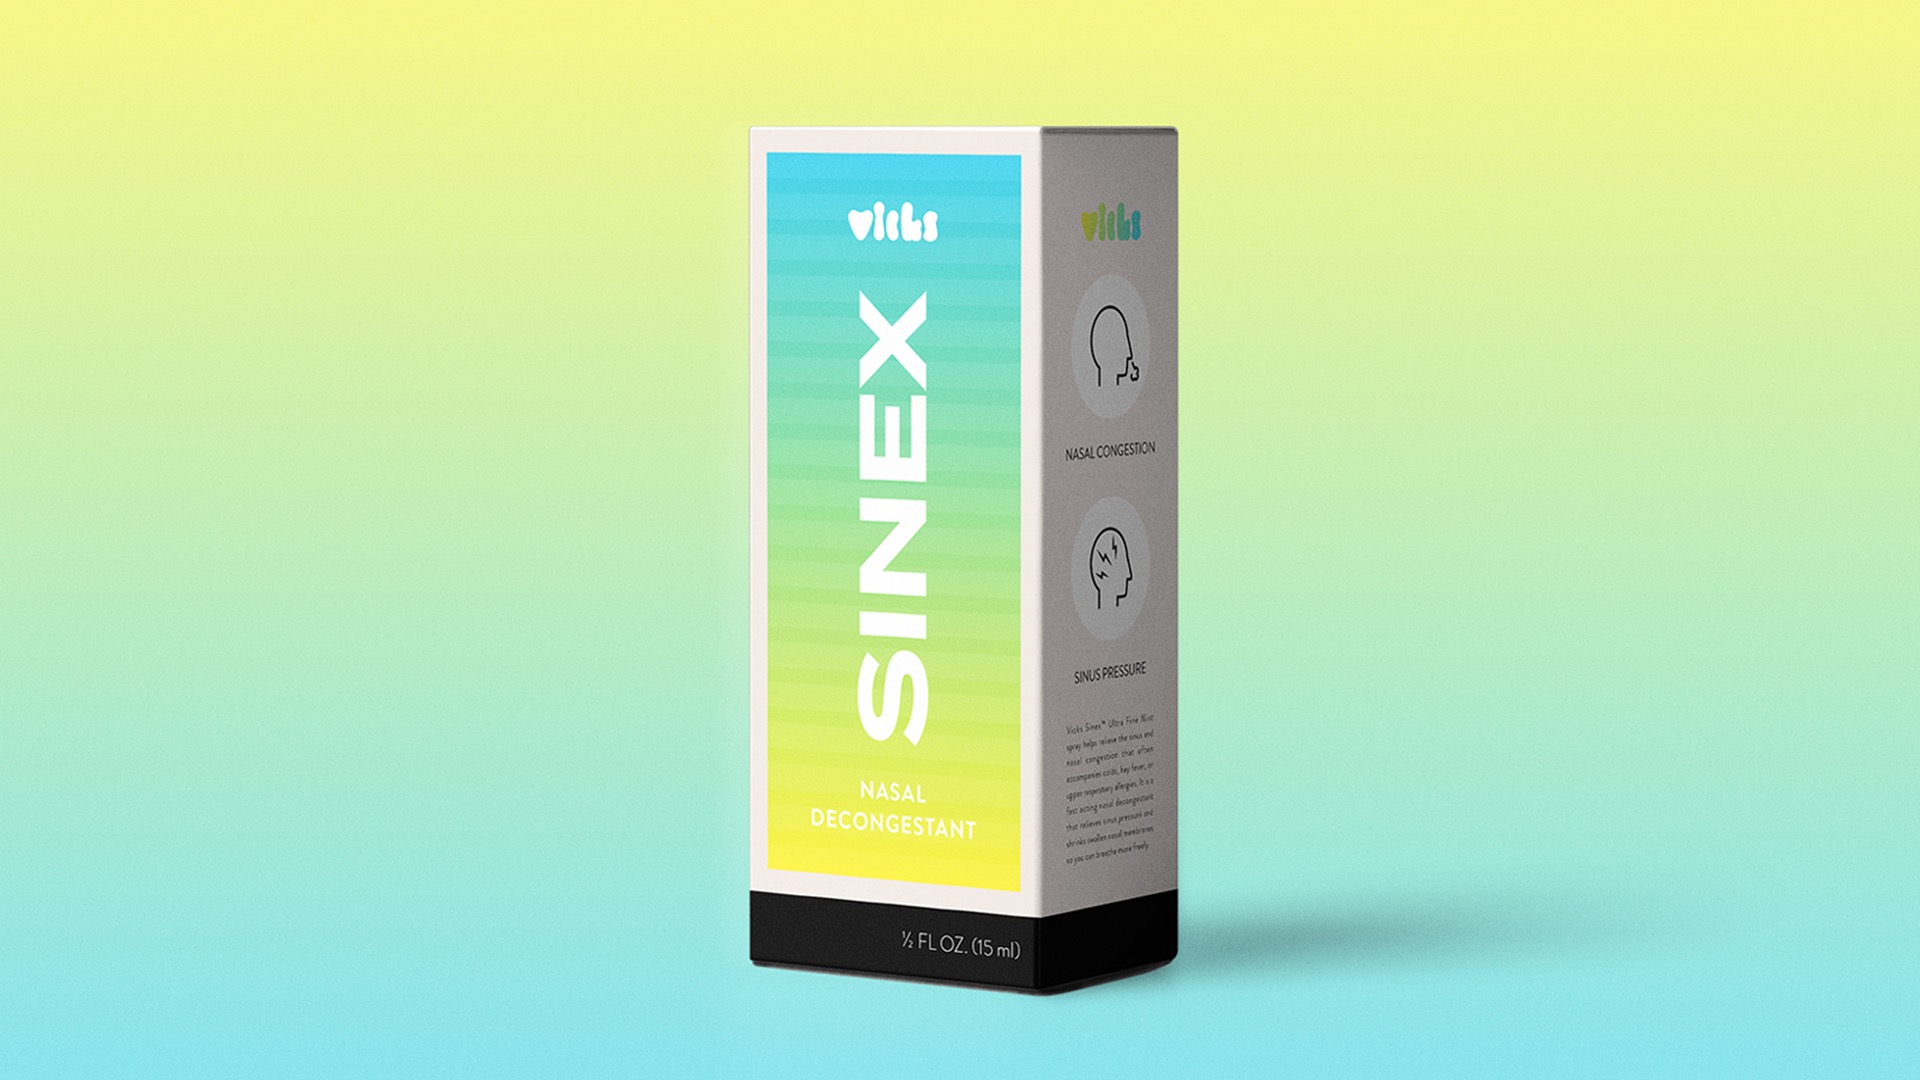 vicks
SINEX
NASAL
DECONGESTANT
½ FL OZ. (15 ml)
vicks
NASAL CONGESTION
SINUS PRESSURE
Vicks Sinex™ Ultra Fine Mist
spray helps relieve the sinus and
nasal congestion that often
accompanies colds, hay fever, or
upper respiratory allergies. It is a
fast acting nasal decongestant
that relieves sinus pressure and
shrinks swollen nasal membranes
so you can breathe more freely.